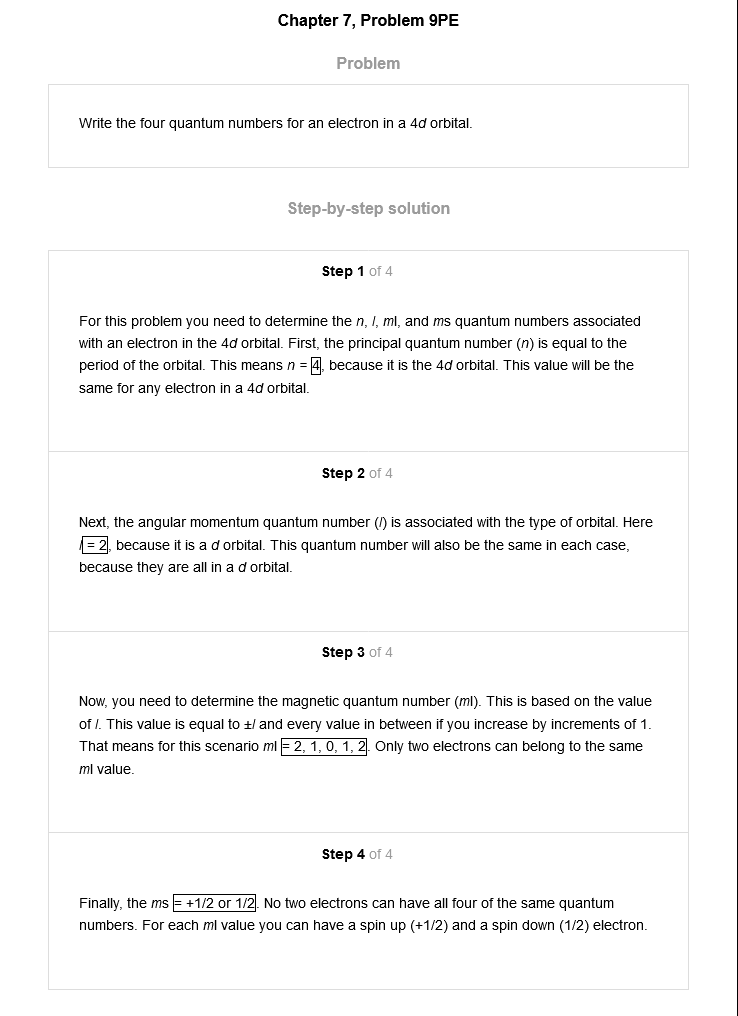 Chapter 7, Problem 9PE
Problem
Write the four quantum numbers for an electron in a 4d orbital.
Step-by-step solution
Step 1 of 4
For this problem you need to determine the n, l, ml, and ms quantum numbers associated
with an electron in the 4d orbital. First, the principal quantum number (n) is equal to the
period of the orbital. This means n = 4, because it is the 4d orbital. This value will be the
same for any electron in a 4d orbital.
Step 2 of 4
Next, the angular momentum quantum number (l) is associated with the type of orbital. Here
l = 2, because it is a d orbital. This quantum number will also be the same in each case,
because they are all in a d orbital.
Step 3 of 4
Now, you need to determine the magnetic quantum number (ml). This is based on the value
of l. This value is equal to ±l and every value in between if you increase by increments of 1.
That means for this scenario ml = 2, 1, 0, 1, 2. Only two electrons can belong to the same
ml value.
Step 4 of 4
Finally, the ms = +1/2 or 1/2. No two electrons can have all four of the same quantum
numbers. For each ml value you can have a spin up (+1/2) and a spin down (1/2) electron.